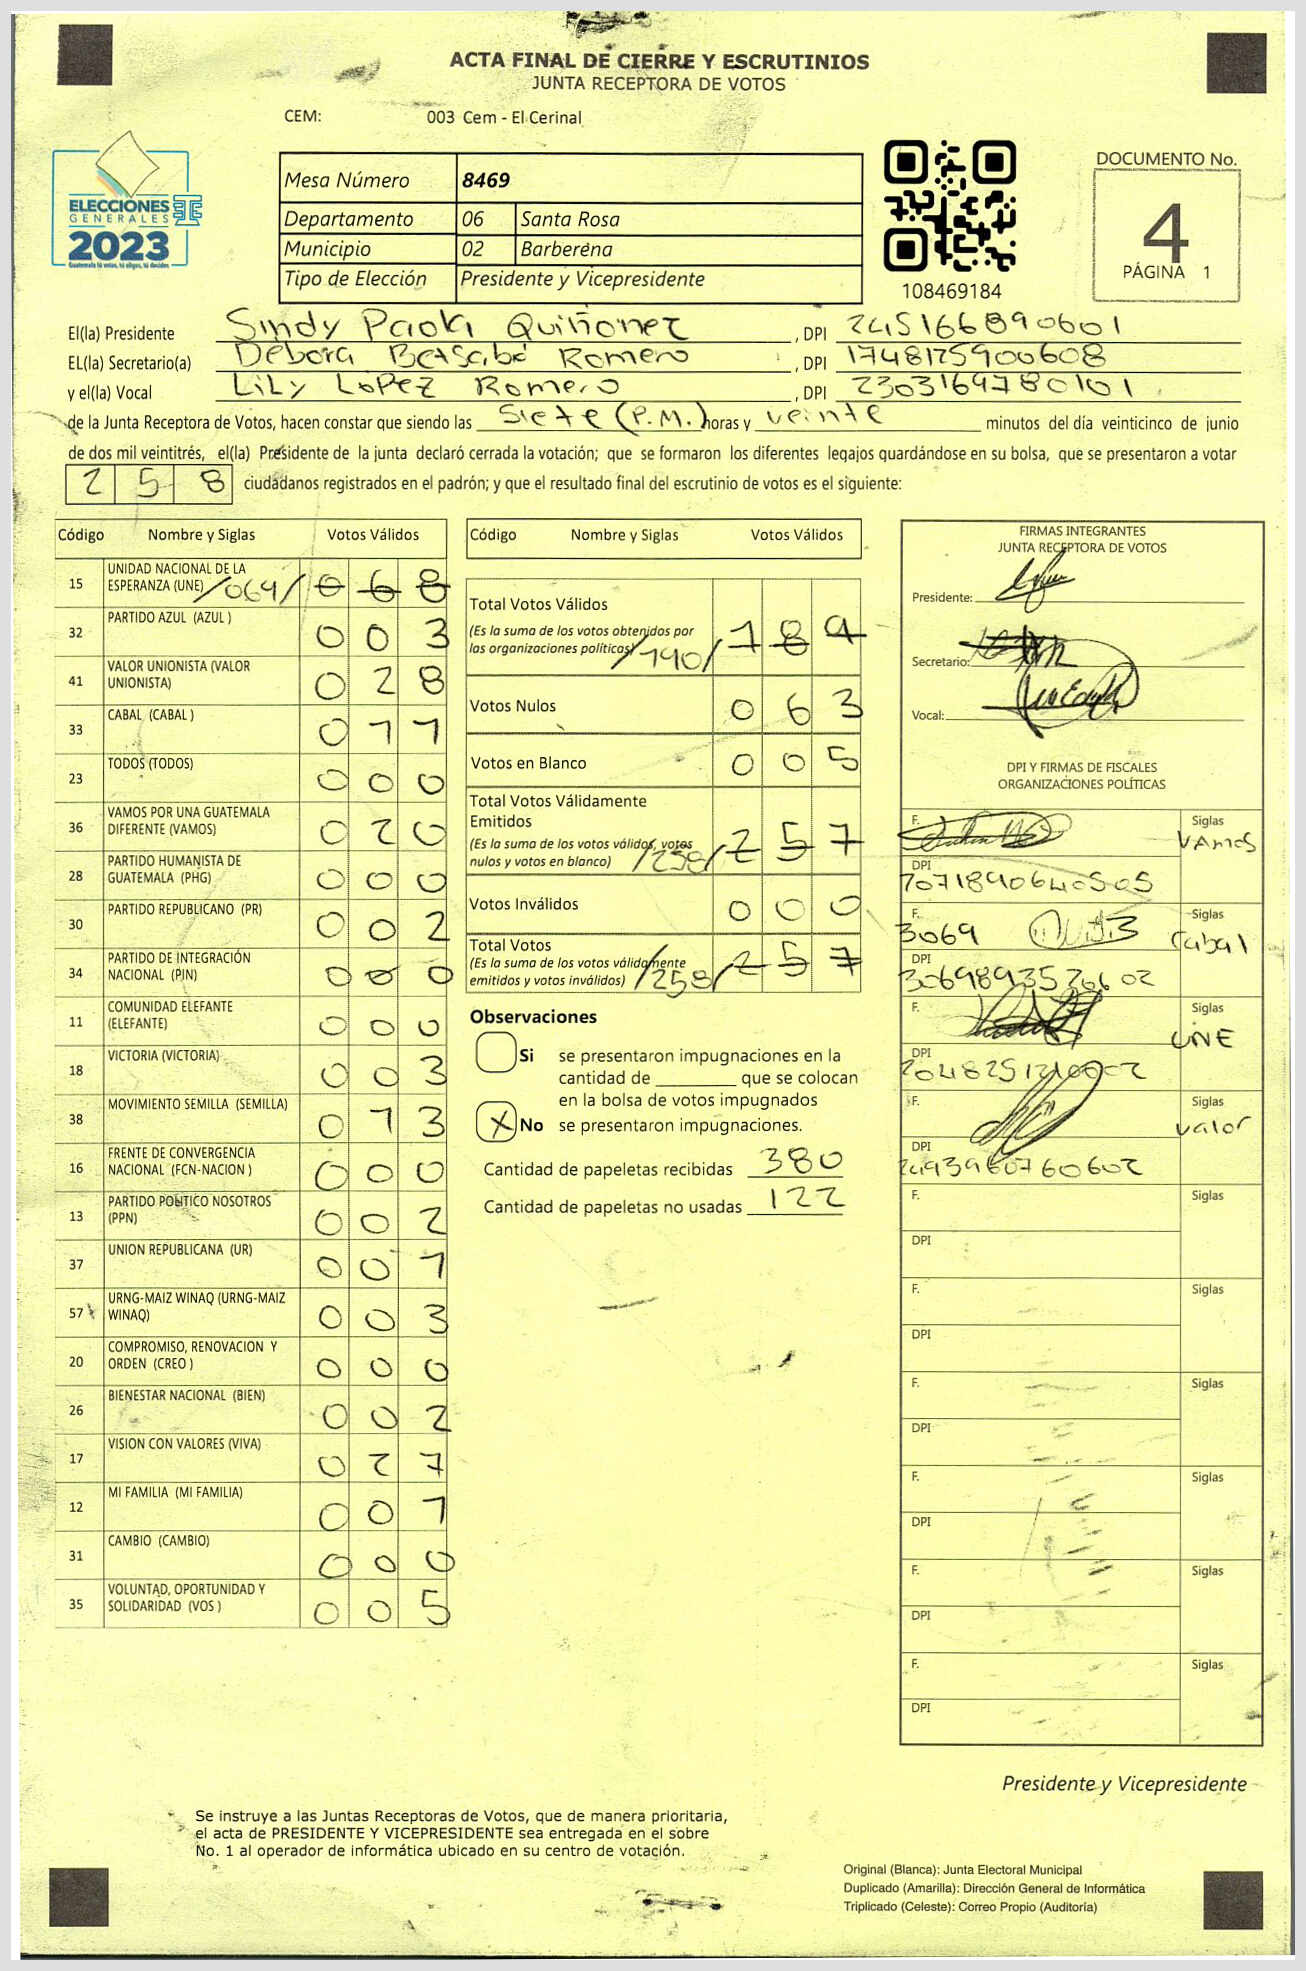 ACTA FINAL DE CIERRE Y ESCRUTINIOS
JUNTA RECEPTORA DE VOTOS
CEM: 003 Cem - El Cerinal
ELECCIONES
GENERALES
2023
Guatemala tú votas, tú eliges, tú decides
Mesa Número 8469
Departamento 06 Santa Rosa
Municipio 02 Barberena
Tipo de Elección Presidente y Vicepresidente
108469184
DOCUMENTO No.
4
PÁGINA 1
El(la) Presidente Sindy Paola Quiñonez , DPI 245166890601
EL(la) Secretario(a) Debora Betsabé Romero , DPI 1748125900608
y el(la) Vocal LiLy LóPEZ Romero , DPI 2303169780101
de la Junta Receptora de Votos, hacen constar que siendo las Siete (P.M.) horas y veinte minutos del día veinticinco de junio
de dos mil veintitrés, el(la) Presidente de la junta declaró cerrada la votación; que se formaron los diferentes legajos guardándose en su bolsa, que se presentaron a votar
2 5 8 ciudadanos registrados en el padrón; y que el resultado final del escrutinio de votos es el siguiente:
Código Nombre y Siglas Votos Válidos
15 UNIDAD NACIONAL DE LA
ESPERANZA (UNE) /064/ 0 6 8
32 PARTIDO AZUL (AZUL ) 0 0 3
41 VALOR UNIONISTA (VALOR
UNIONISTA) 0 2 8
33 CABAL (CABAL ) 0 1 1
23 TODOS (TODOS) 0 0 0
36 VAMOS POR UNA GUATEMALA
DIFERENTE (VAMOS) 0 2 0
28 PARTIDO HUMANISTA DE
GUATEMALA (PHG) 0 0 0
30 PARTIDO REPUBLICANO (PR) 0 0 2
34 PARTIDO DE INTEGRACIÓN
NACIONAL (PIN) 0 0 0
11 COMUNIDAD ELEFANTE
(ELEFANTE) 0 0 0
18 VICTORIA (VICTORIA) 0 0 3
38 MOVIMIENTO SEMILLA (SEMILLA) 0 1 3
16 FRENTE DE CONVERGENCIA
NACIONAL (FCN-NACION ) 0 0 0
13 PARTIDO POLITICO NOSOTROS
(PPN) 0 0 2
37 UNION REPUBLICANA (UR) 0 0 1
57 URNG-MAIZ WINAQ (URNG-MAIZ
WINAQ) 0 0 3
20 COMPROMISO, RENOVACION Y
ORDEN (CREO ) 0 0 0
26 BIENESTAR NACIONAL (BIEN) 0 0 2
17 VISION CON VALORES (VIVA) 0 2 7
12 MI FAMILIA (MI FAMILIA) 0 0 1
31 CAMBIO (CAMBIO) 0 0 0
35 VOLUNTAD, OPORTUNIDAD Y
SOLIDARIDAD (VOS ) 0 0 5
Código Nombre y Siglas Votos Válidos
Total Votos Válidos
(Es la suma de los votos obtenidos por
las organizaciones políticas) /190/ 1 8 9
Votos Nulos 0 6 3
Votos en Blanco 0 0 5
Total Votos Válidamente
Emitidos
(Es la suma de los votos válidos, votos
nulos y votos en blanco) /258/ 2 5 7
Votos Inválidos 0 0 0
Total Votos
(Es la suma de los votos válidamente
emitidos y votos inválidos) /258/ 2 5 7
Observaciones
Si se presentaron impugnaciones en la
cantidad de ________ que se colocan
en la bolsa de votos impugnados
X No se presentaron impugnaciones.
Cantidad de papeletas recibidas 380
Cantidad de papeletas no usadas 122
FIRMAS INTEGRANTES
JUNTA RECEPTORA DE VOTOS
Presidente:
Secretario:
Vocal:
DPI Y FIRMAS DE FISCALES
ORGANIZACIONES POLÍTICAS
F. Siglas
VAmos
DPI
F. Siglas
3069 Cabal
DPI
F. Siglas
UNE
DPI
F. Siglas
valor
DPI
F. Siglas
DPI
F. Siglas
DPI
F. Siglas
DPI
F. Siglas
DPI
F. Siglas
DPI
F. Siglas
DPI
Presidente y Vicepresidente
Se instruye a las Juntas Receptoras de Votos, que de manera prioritaria,
el acta de PRESIDENTE Y VICEPRESIDENTE sea entregada en el sobre
No. 1 al operador de informática ubicado en su centro de votación.
Original (Blanca): Junta Electoral Municipal
Duplicado (Amarilla): Dirección General de Informática
Triplicado (Celeste): Correo Propio (Auditoría)